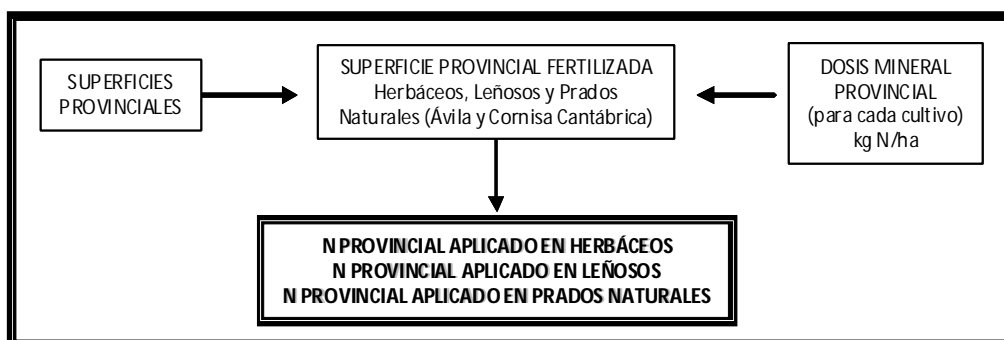 SUPERFICIES
PROVINCIALES
SUPERFICIE PROVINCIAL FERTILIZADA
Herbáceos, Leñosos y Prados
Naturales (Ávila y Cornisa Cantábrica)
DOSIS MINERAL
PROVINCIAL
(para cada cultivo)
kg N/ha
N PROVINCIAL APLICADO EN HERBÁCEOS
N PROVINCIAL APLICADO EN LEÑOSOS
N PROVINCIAL APLICADO EN PRADOS NATURALES